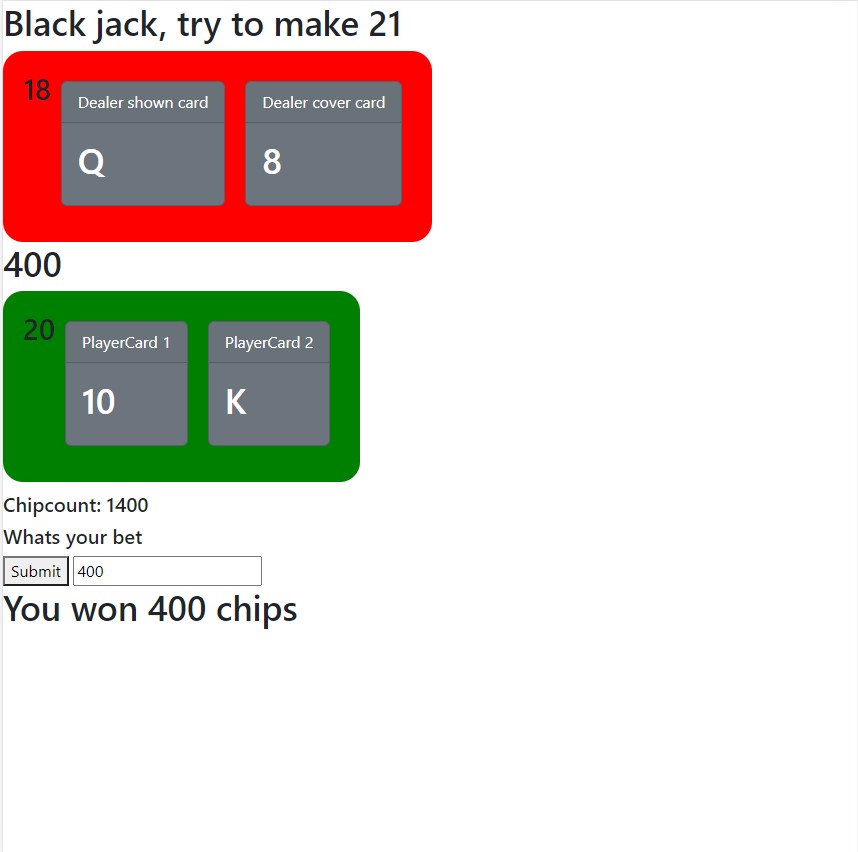 Black jack, try to make 21
18
Dealer shown card
Dealer cover card
Q
8
400
20
PlayerCard 1
PlayerCard 2
10
K
Chipcount: 1400
Whats your bet
Submit 400
You won 400 chips